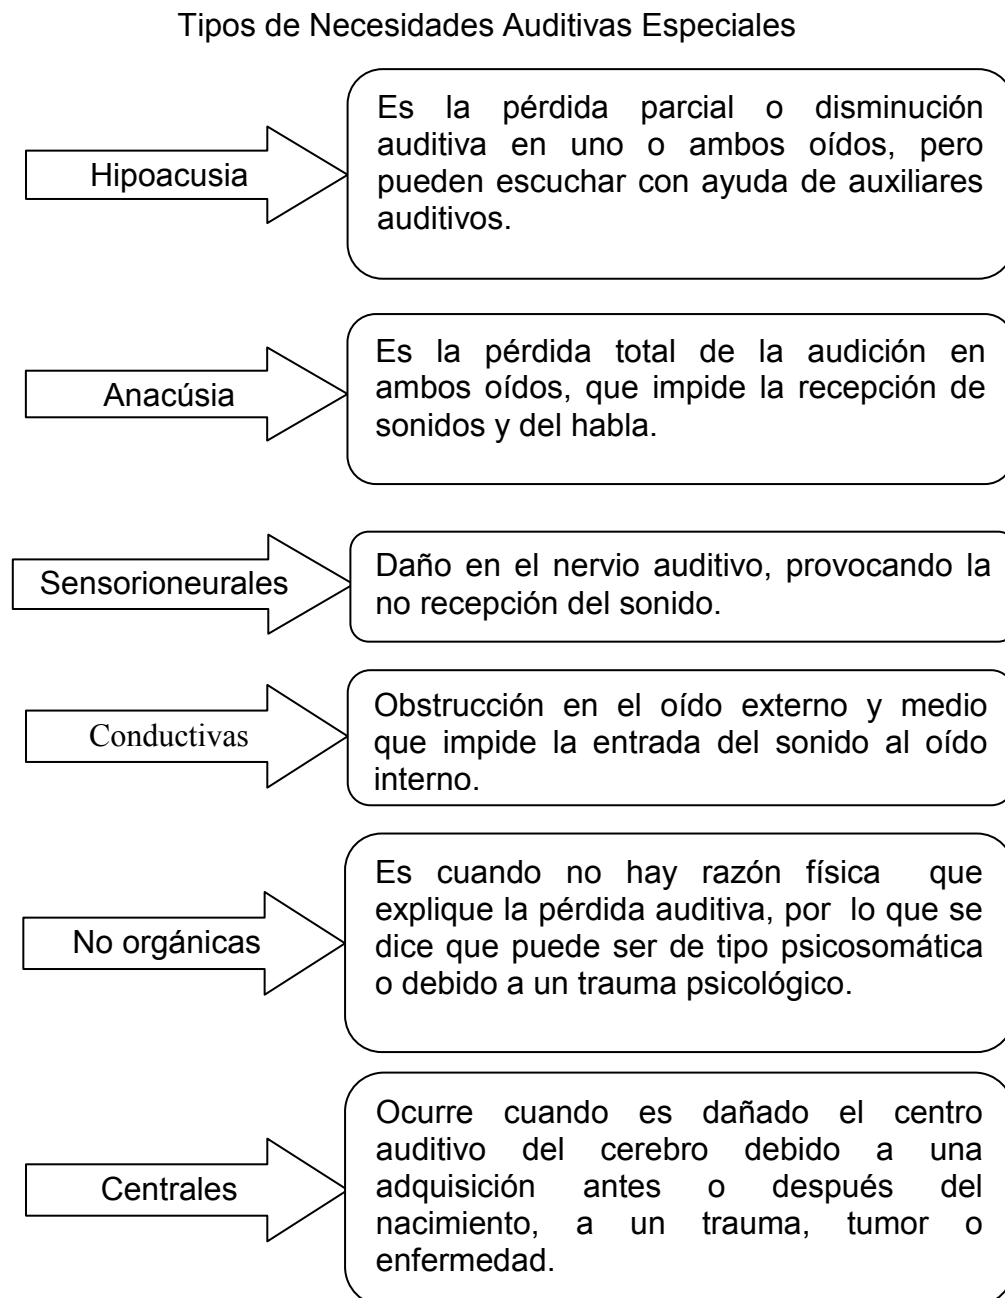 Tipos de Necesidades Auditivas Especiales
Hipoacusia
Es la pérdida parcial o disminución
auditiva en uno o ambos oídos, pero
pueden escuchar con ayuda de auxiliares
auditivos.
Anacúsia
Es la pérdida total de la audición en
ambos oídos, que impide la recepción de
sonidos y del habla.
Sensorioneurales
Daño en el nervio auditivo, provocando la
no recepción del sonido.
Conductivas
Obstrucción en el oído externo y medio
que impide la entrada del sonido al oído
interno.
No orgánicas
Es cuando no hay razón física que
explique la pérdida auditiva, por lo que se
dice que puede ser de tipo psicosomática
o debido a un trauma psicológico.
Centrales
Ocurre cuando es dañado el centro
auditivo del cerebro debido a una
adquisición antes o después del
nacimiento, a un trauma, tumor o
enfermedad.